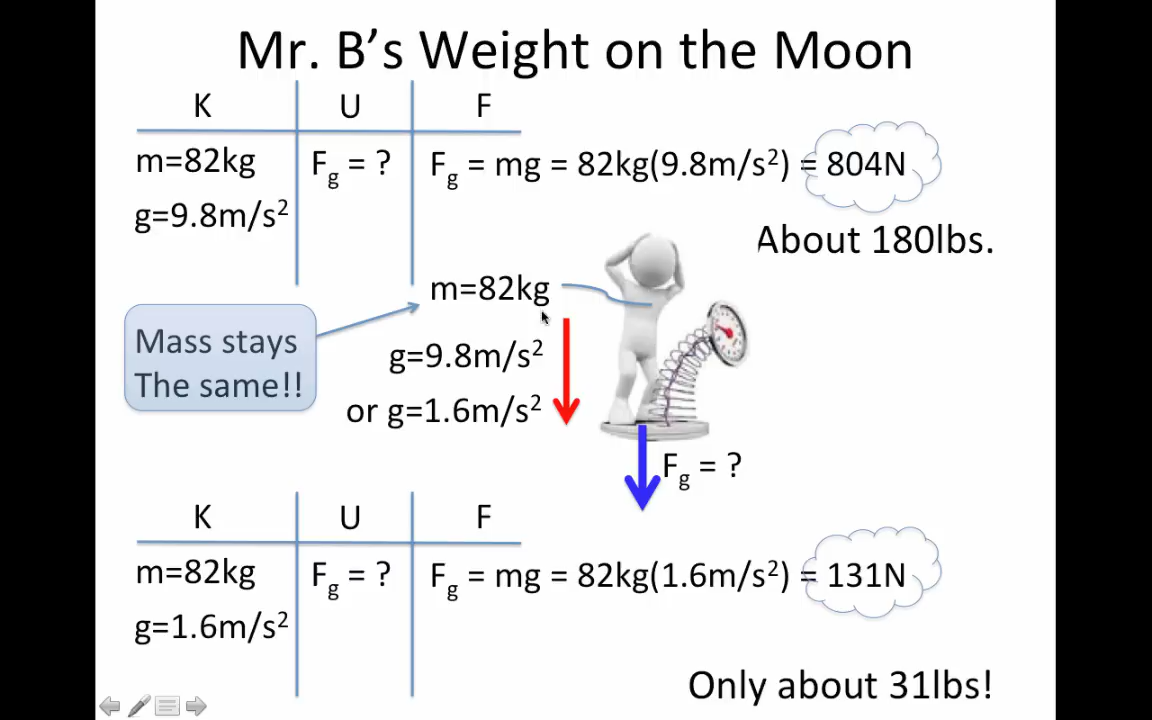 Mr. B’s Weight on the Moon
K U F
m=82kg F_g = ? F_g = mg = 82kg(9.8m/s²) = 804N
g=9.8m/s²
About 180lbs.
m=82kg
Mass stays
The same!!
g=9.8m/s²
or g=1.6m/s²
F_g = ?
K U F
m=82kg F_g = ? F_g = mg = 82kg(1.6m/s²) = 131N
g=1.6m/s²
Only about 31lbs!